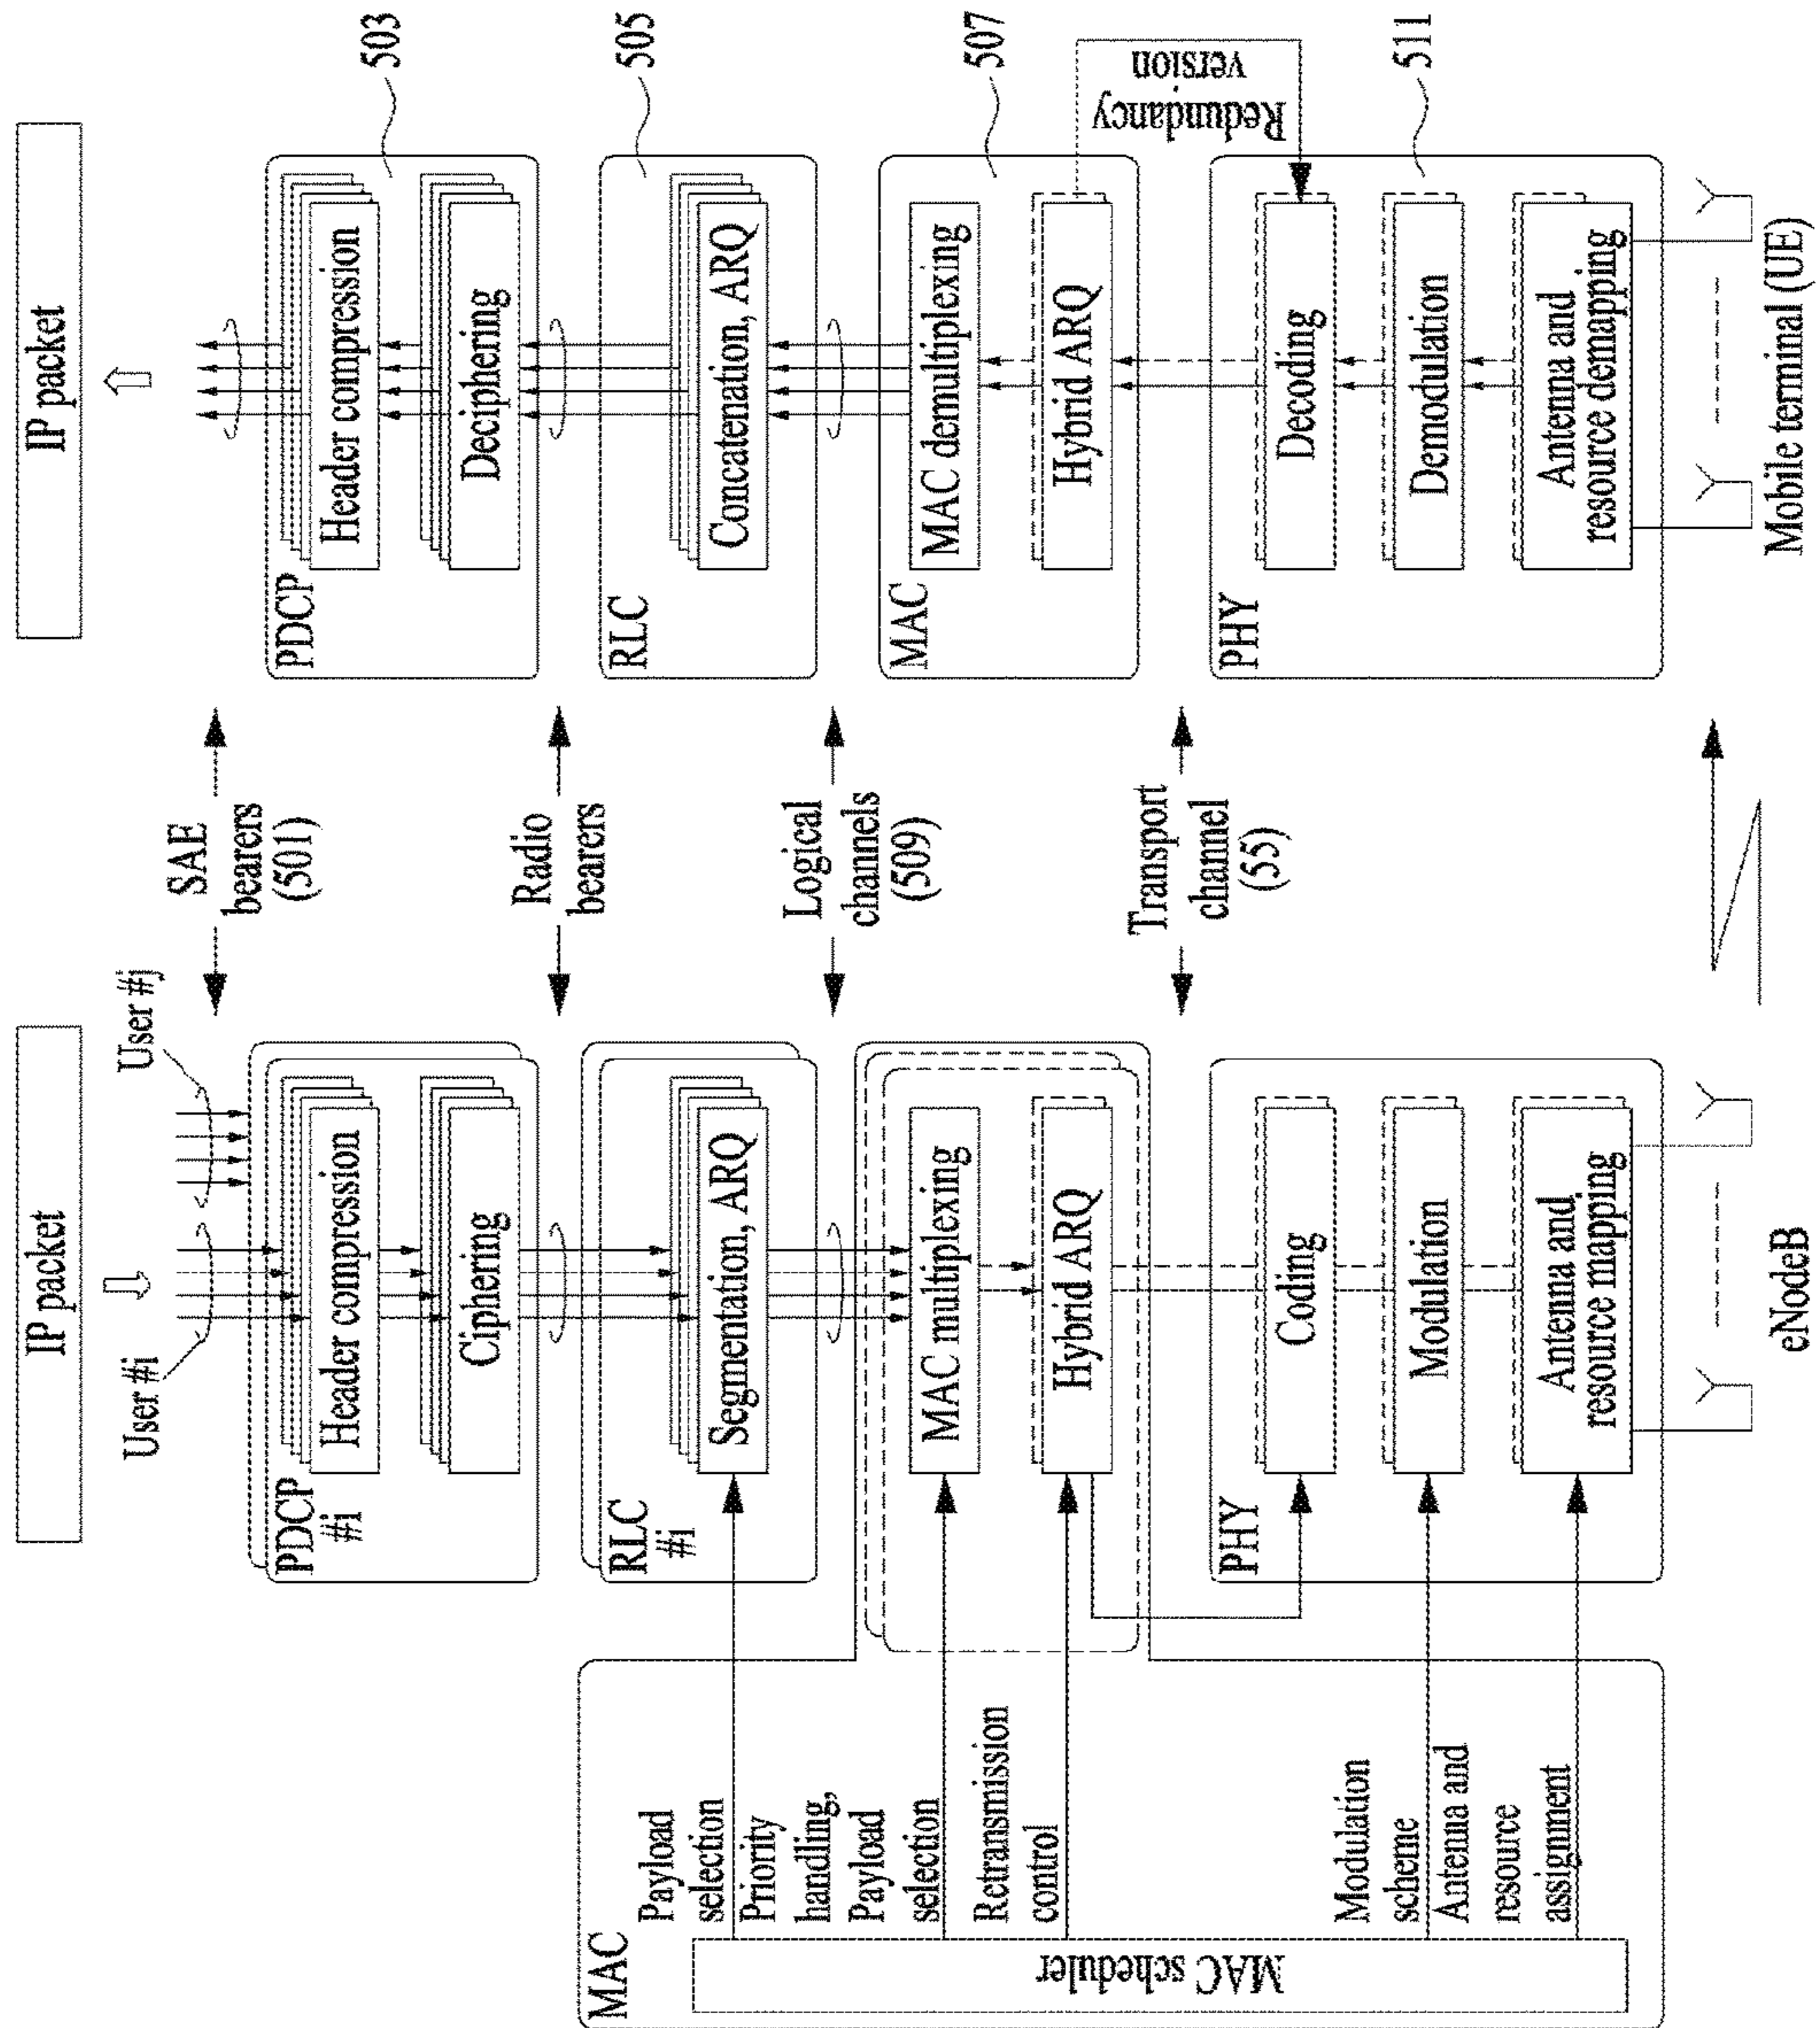 IP packet
User #i
User #j
PDCP
#i
Header compression
Ciphering
RLC
#i
Segmentation, ARQ
MAC
MAC scheduler
Payload
selection
Priority
handling,
Payload
selection
Retransmission
control
Modulation
scheme
Antenna and
resource
assignment
MAC multiplexing
Hybrid ARQ
PHY
Coding
Modulation
Antenna and
resource mapping
eNodeB
SAE
bearers
(501)
Radio
bearers
Logical
channels
(509)
Transport
channel
(55)
IP packet
PDCP
Header compression
Deciphering
503
RLC
Concatenation, ARQ
505
MAC
MAC demultiplexing
Hybrid ARQ
507
Redundancy
version
PHY
Decoding
Demodulation
Antenna and
resource demapping
511
Mobile terminal (UE)